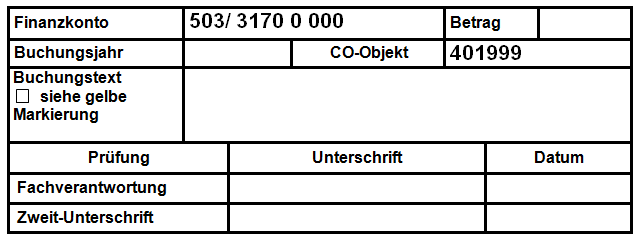 Finanzkonto 503/ 3170 0 000 Betrag
Buchungsjahr CO-Objekt 401999
Buchungstext
☐ siehe gelbe
Markierung
Prüfung Unterschrift Datum
Fachverantwortung
Zweit-Unterschrift